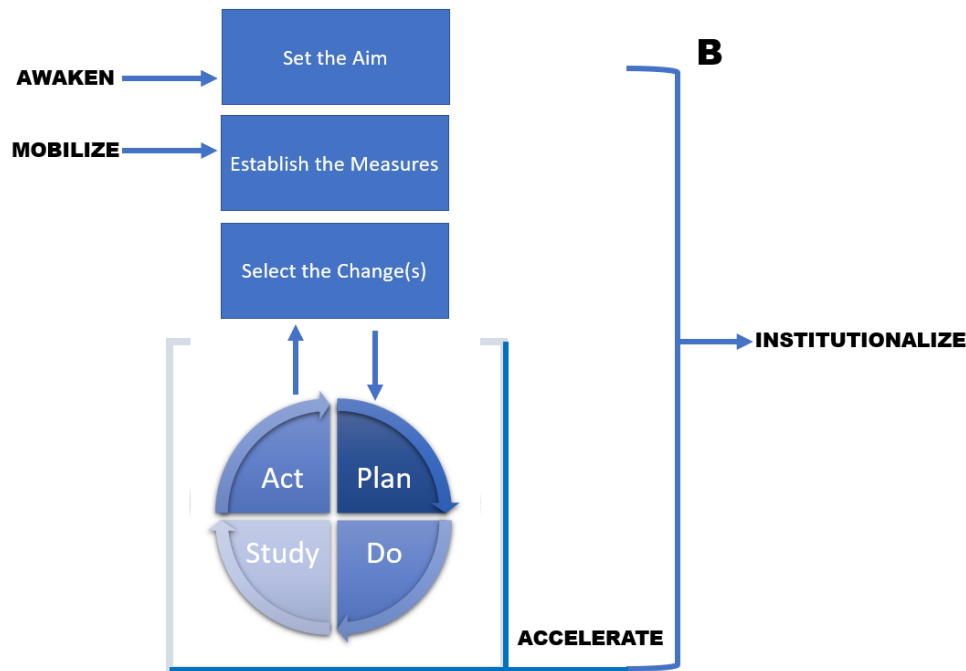 Set the Aim
B
AWAKEN
MOBILIZE
Establish the Measures
Select the Change(s)
INSTITUTIONALIZE
Act
Plan
Study
Do
ACCELERATE